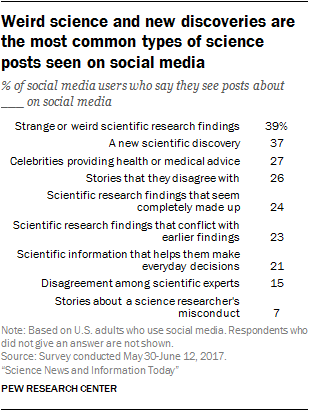 Weird science and new discoveries are
the most common types of science
posts seen on social media
% of social media users who say they see posts about
___ on social media
Strange or weird scientific research findings 39%
A new scientific discovery 37
Celebrities providing health or medical advice 27
Stories that they disagree with 26
Scientific research findings that seem
completely made up 24
Scientific research findings that conflict with
earlier findings 23
Scientific information that helps them make
everyday decisions 21
Disagreement among scientific experts 15
Stories about a science researcher's
misconduct 7
Note: Based on U.S. adults who use social media. Respondents who
did not give an answer are not shown.
Source: Survey conducted May 30-June 12, 2017.
"Science News and Information Today"
PEW RESEARCH CENTER